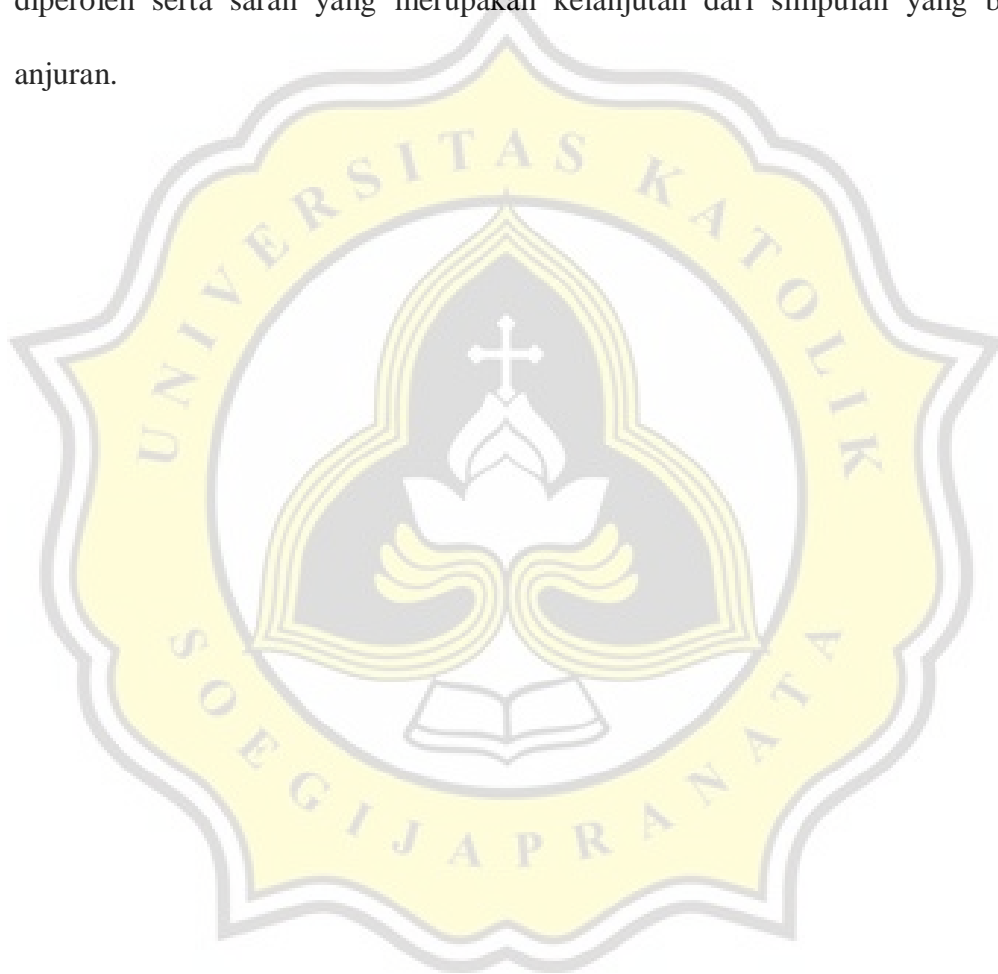 diperoleh serta saran yang merupakan kelanjutan dari simpulan yang
anjuran.
UNIVERSITAS KATOLIK
SOEGIJAPRANATA